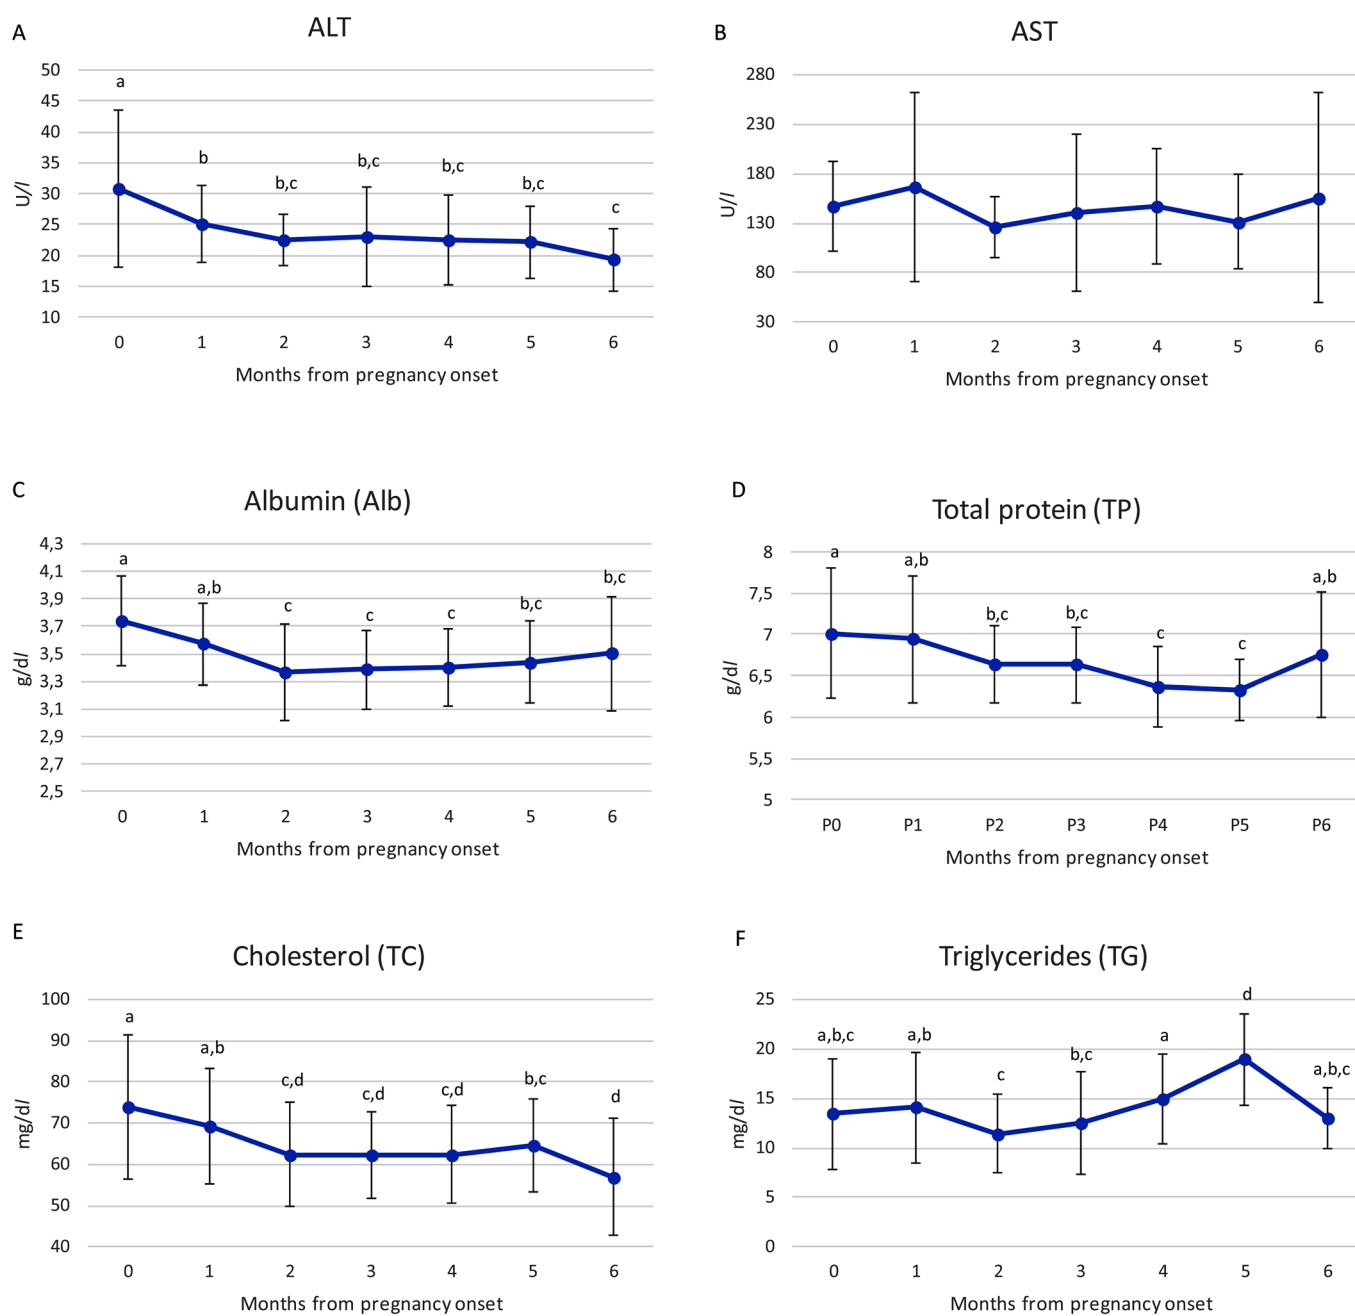 A
ALT
50
a
45
40
35
b
b,c
b,c
b,c
b,c
30
c
25
20
15
10
U/l
0 1 2 3 4 5 6
Months from pregnancy onset
B
AST
280
230
180
130
80
30
U/l
0 1 2 3 4 5 6
Months from pregnancy onset
C
Albumin (Alb)
4,3
a
4,1
a,b
c
c
c
b,c
b,c
3,9
3,7
3,5
3,3
3,1
2,9
2,7
2,5
g/dl
0 1 2 3 4 5 6
Months from pregnancy onset
D
Total protein (TP)
8
a
a,b
b,c
b,c
c
c
a,b
7,5
7
6,5
6
5,5
5
g/dl
P0 P1 P2 P3 P4 P5 P6
Months from pregnancy onset
E
Cholesterol (TC)
100
a
a,b
c,d
c,d
c,d
b,c
d
90
80
70
60
50
40
mg/dl
0 1 2 3 4 5 6
Months from pregnancy onset
F
Triglycerides (TG)
25
a,b,c
a,b
c
b,c
a
d
a,b,c
20
15
10
5
0
mg/dl
0 1 2 3 4 5 6
Months from pregnancy onset